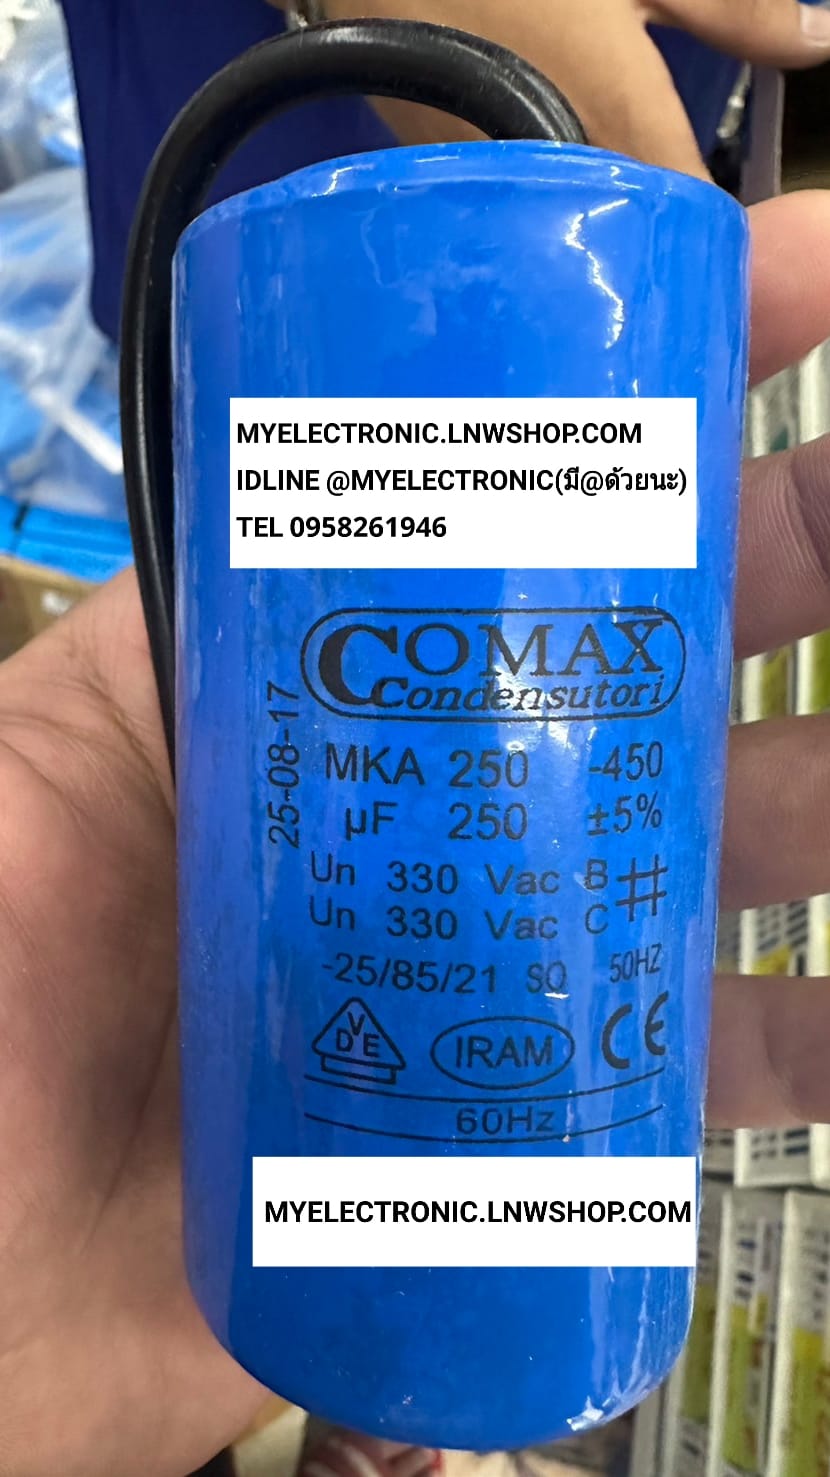 MYELECTRONIC.LNWSHOP.COM
IDLINE @MYELECTRONIC(มี@ด้วยนะ)
TEL 0958261946
COMAX
Condensutori
25-08-17
MKA 250 -450
µF 250 ±5%
Un 330 Vac B
Un 330 Vac C #
-25/85/21 SO 50HZ
VDE IRAM CE
60Hz
MYELECTRONIC.LNWSHOP.COM